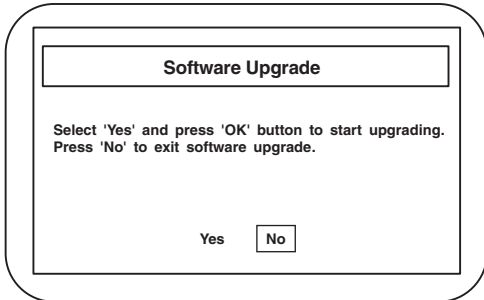 Software Upgrade
Select 'Yes' and press 'OK' button to start upgrading.
Press 'No' to exit software upgrade.
Yes No